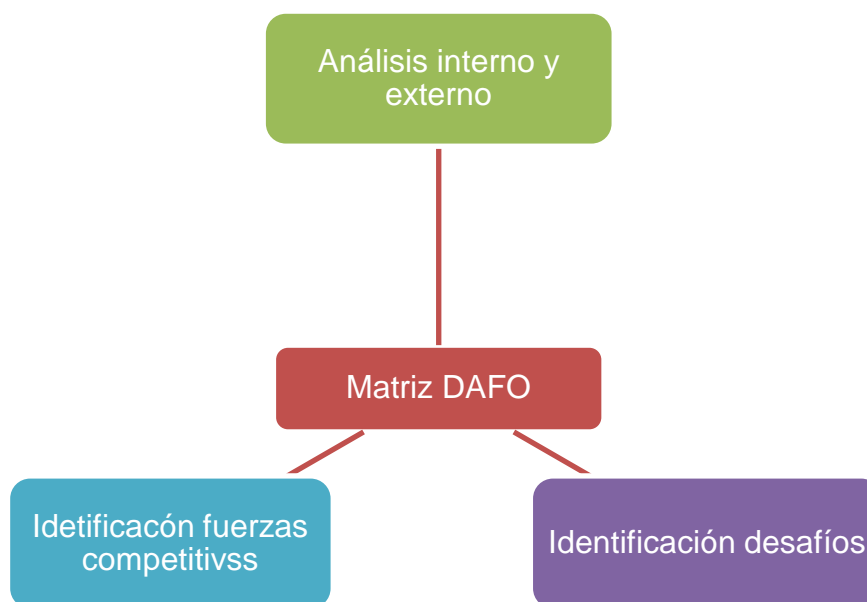 Análisis interno y
externo
Matriz DAFO
Idetificacón fuerzas
competitivss
Identificación desafíos